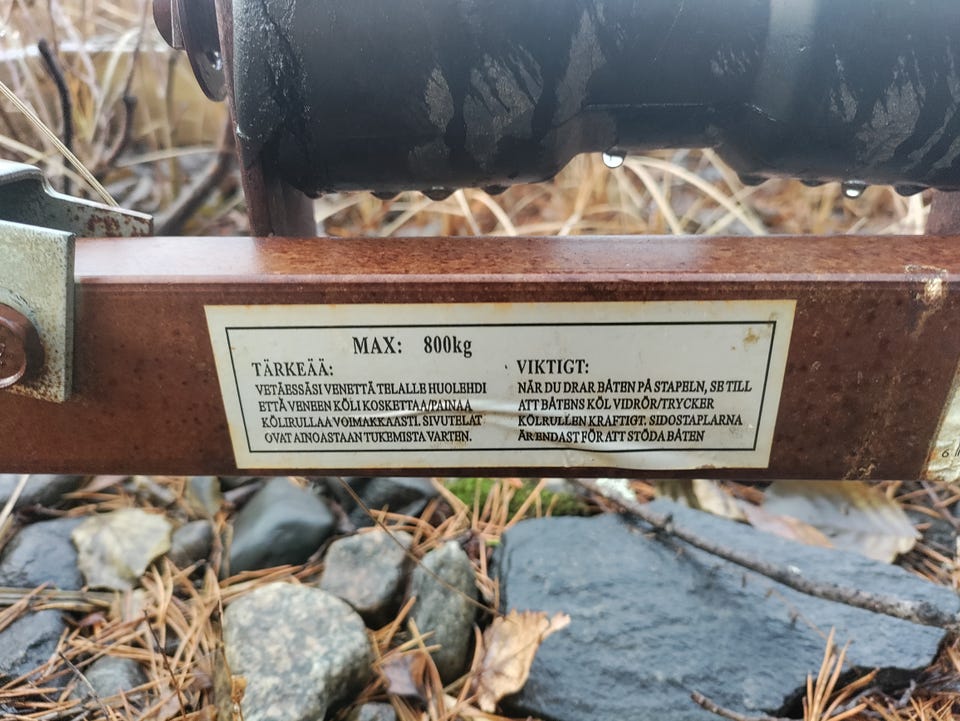 MAX: 800kg
TÄRKEÄÄ:
VETÄESSÄSI VENETTÄ TELALLE HUOLEHDI
ETTÄ VENEEN KÖLI KOSKETTAA/PAINAA
KÖLIRULLAA VOIMAKKAASTI. SIVUTELAT
OVAT AINOASTAAN TUKEMISTA VARTEN.
VIKTIGT:
NÄR DU DRAR BÅTEN PÅ STAPELN, SE TILL
ATT BÅTENS KÖL VIDRÖR/TRYCKER
KÖLRULLEN KRAFTIGT. SIDOSTAPLARNA
ÄR ENDAST FÖR ATT STÖDA BÅTEN